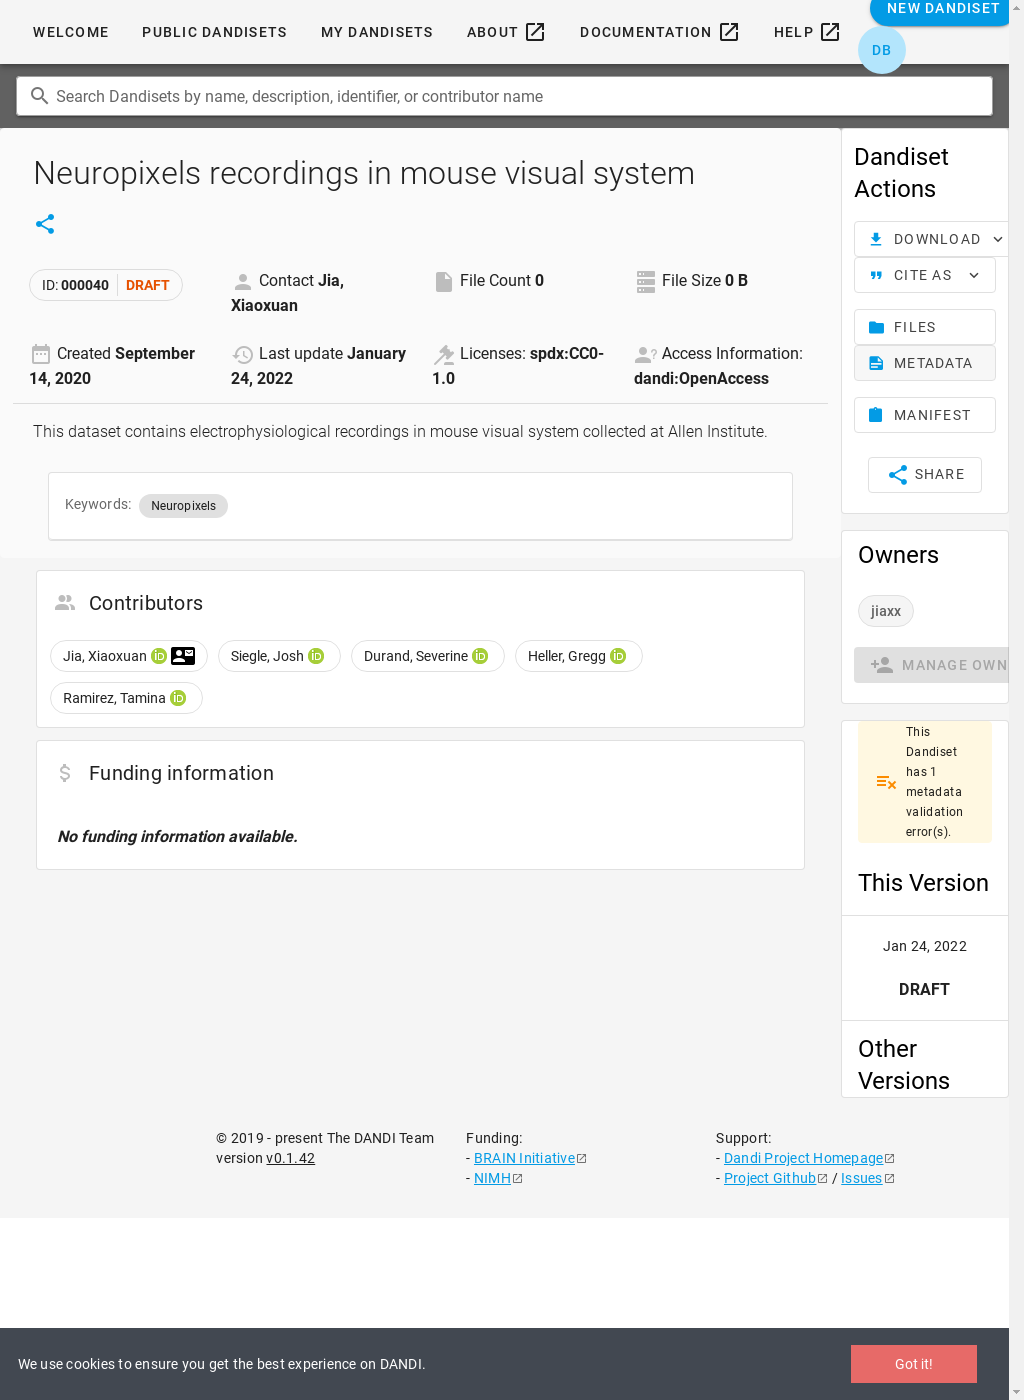 WELCOME PUBLIC DANDISETS MY DANDISETS ABOUT DOCUMENTATION HELP NEW DANDISET
DB
Search Dandisets by name, description, identifier, or contributor name
Neuropixels recordings in mouse visual system
ID: 000040 DRAFT
Contact Jia,
Xiaoxuan
File Count 0
File Size 0 B
Created September
14, 2020
Last update January
24, 2022
Licenses: spdx:CC0-
1.0
Access Information:
dandi:OpenAccess
This dataset contains electrophysiological recordings in mouse visual system collected at Allen Institute.
Keywords: Neuropixels
Contributors
Jia, Xiaoxuan iD Siegle, Josh iD Durand, Severine iD Heller, Gregg iD
Ramirez, Tamina iD
Funding information
No funding information available.
Dandiset
Actions
DOWNLOAD
CITE AS
FILES
METADATA
MANIFEST
SHARE
Owners
jiaxx
MANAGE OWN
This
Dandiset
has 1
metadata
validation
error(s).
This Version
Jan 24, 2022
DRAFT
Other
Versions
© 2019 - present The DANDI Team
version v0.1.42
Funding:
- BRAIN Initiative
- NIMH
Support:
- Dandi Project Homepage
- Project Github / Issues
We use cookies to ensure you get the best experience on DANDI.
Got it!